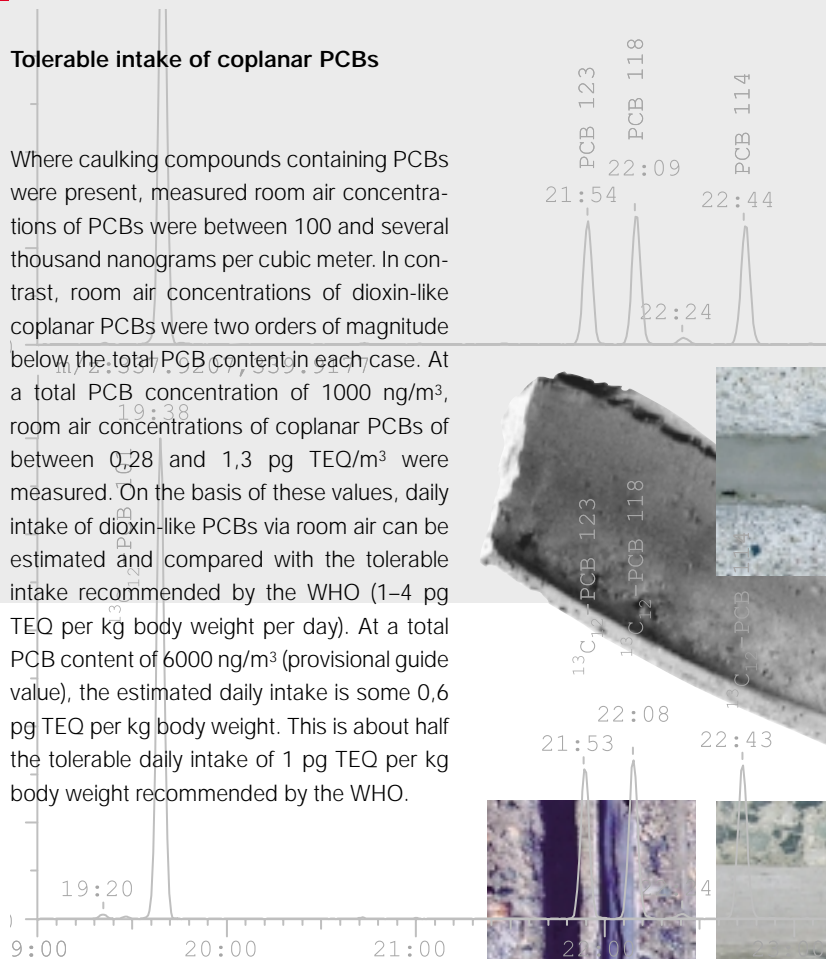 Tolerable intake of coplanar PCBs
Where caulking compounds containing PCBs
were present, measured room air concentra-
tions of PCBs were between 100 and several
thousand nanograms per cubic meter. In con-
trast, room air concentrations of dioxin-like
coplanar PCBs were two orders of magnitude
below the total PCB content in each case. At
a total PCB concentration of 1000 ng/m³,
room air concentrations of coplanar PCBs of
between 0,28 and 1,3 pg TEQ/m³ were
measured. On the basis of these values, daily
intake of dioxin-like PCBs via room air can be
estimated and compared with the tolerable
intake recommended by the WHO (1–4 pg
TEQ per kg body weight per day). At a total
PCB content of 6000 ng/m³ (provisional guide
value), the estimated daily intake is some 0,6
pg TEQ per kg body weight. This is about half
the tolerable daily intake of 1 pg TEQ per kg
body weight recommended by the WHO.
PCB 123
PCB 118
PCB 114
21:54
22:09
22:44
22:24
19:38
¹³C₁₂-PCB 123
¹³C₁₂-PCB 118
21:53
22:08
22:43
19:20
9:00
20:00
21:00